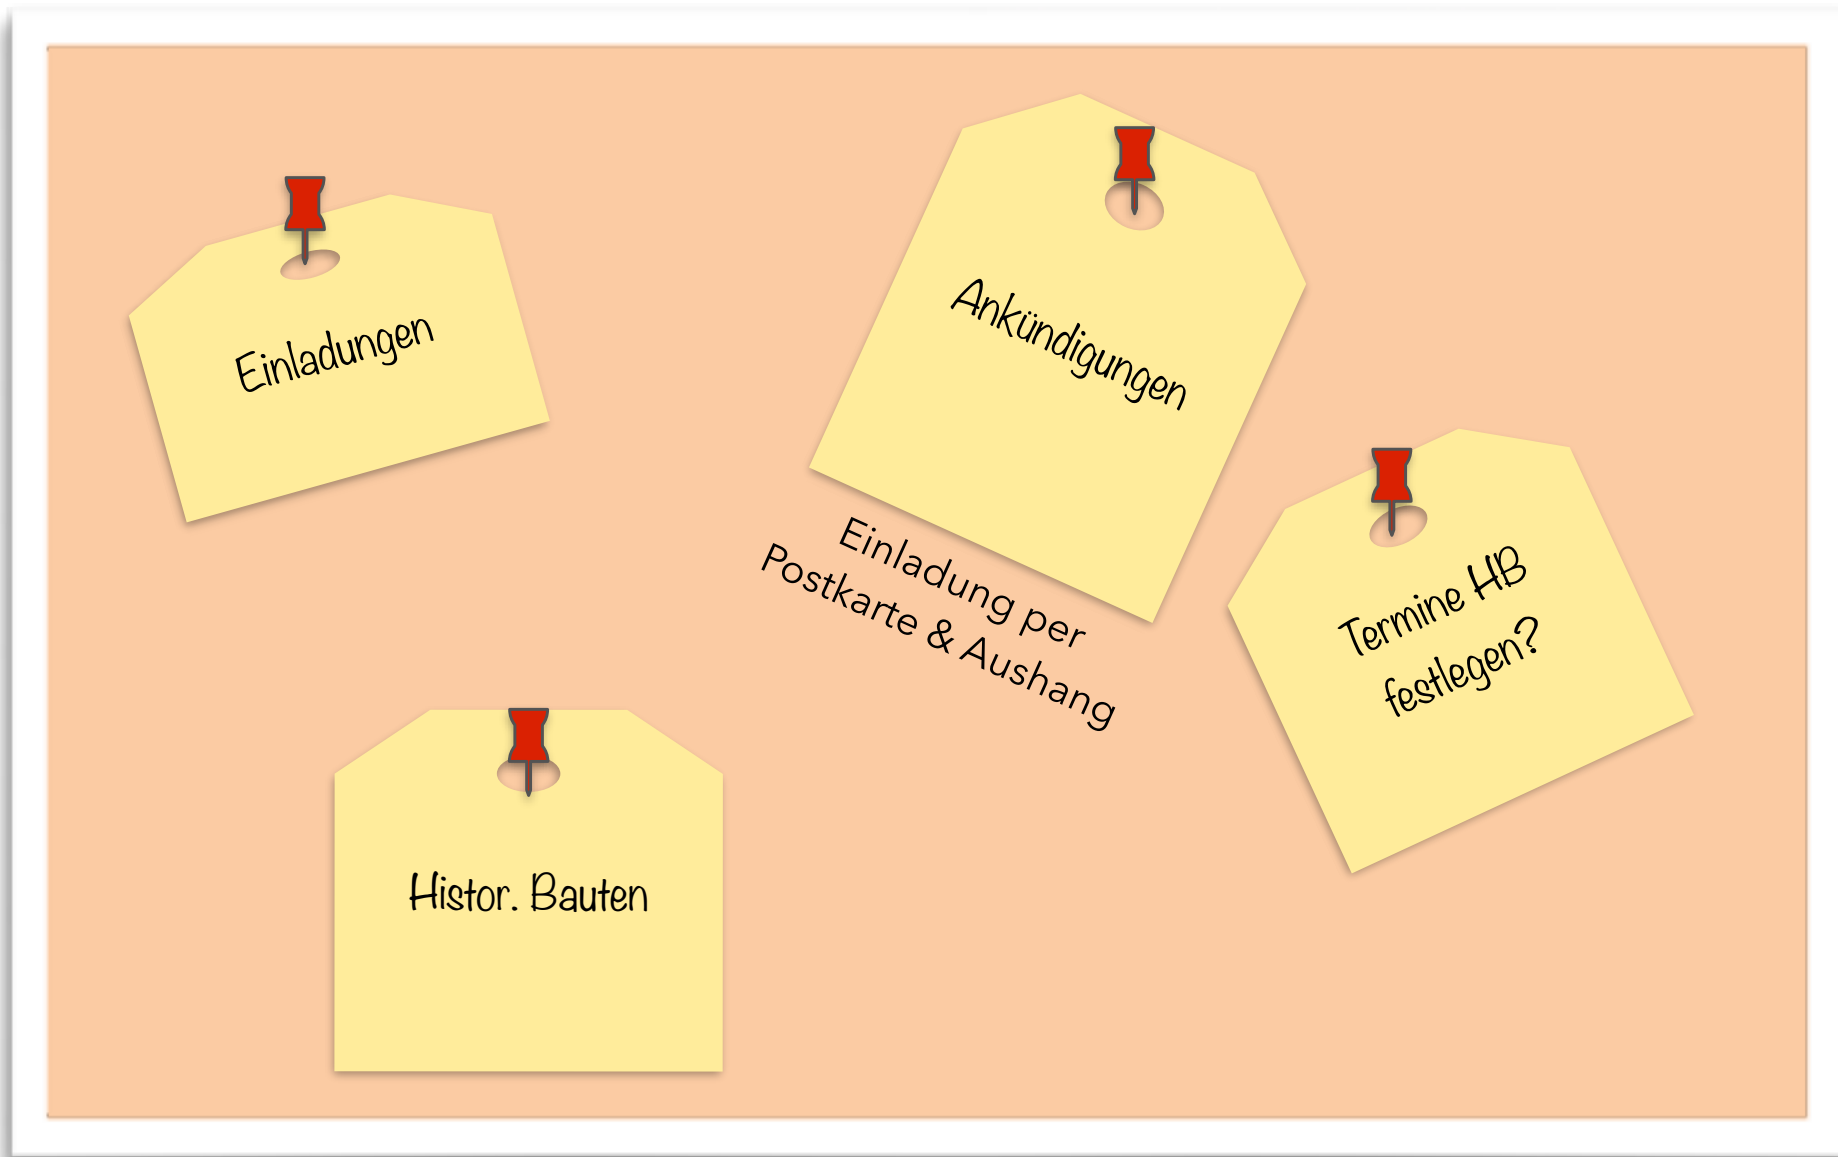 Einladungen
Ankündigungen
Einladung per
Postkarte & Aushang
Termine HB
festlegen?
Histor. Bauten